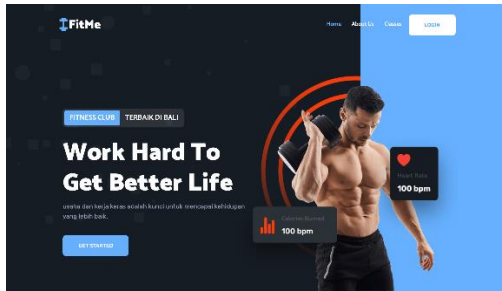 FitMe
Home About Us Classes LOGIN
FITNESS CLUB TERBAIK DI BALI
Work Hard To
Get Better Life
usaha dan kerja keras adalah kunci untuk mencapai kehidupan
yang lebih baik.
GET STARTED
Heart Rate
100 bpm
Calories Burned
100 bpm